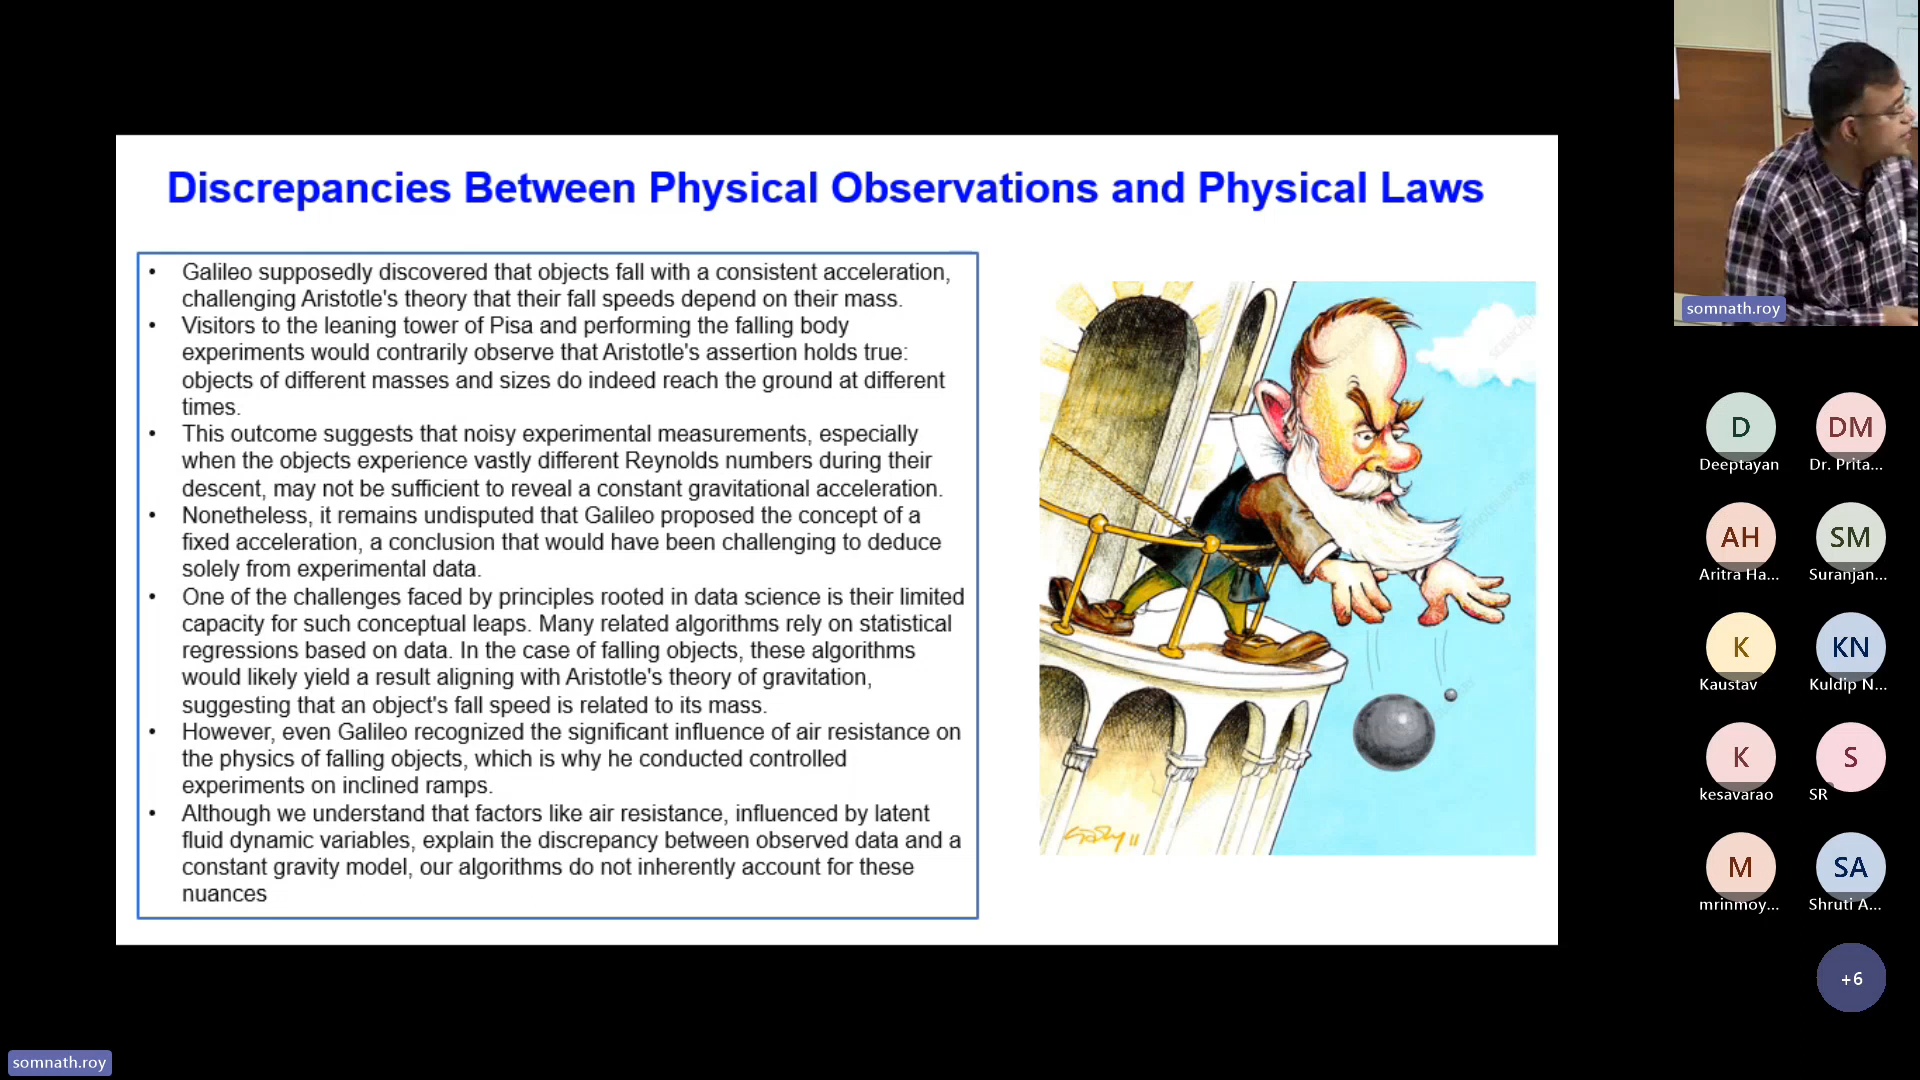 Discrepancies Between Physical Observations and Physical Laws
• Galileo supposedly discovered that objects fall with a consistent acceleration,
challenging Aristotle's theory that their fall speeds depend on their mass.
• Visitors to the leaning tower of Pisa and performing the falling body
experiments would contrarily observe that Aristotle's assertion holds true:
objects of different masses and sizes do indeed reach the ground at different
times.
• This outcome suggests that noisy experimental measurements, especially
when the objects experience vastly different Reynolds numbers during their
descent, may not be sufficient to reveal a constant gravitational acceleration.
• Nonetheless, it remains undisputed that Galileo proposed the concept of a
fixed acceleration, a conclusion that would have been challenging to deduce
solely from experimental data.
• One of the challenges faced by principles rooted in data science is their limited
capacity for such conceptual leaps. Many related algorithms rely on statistical
regressions based on data. In the case of falling objects, these algorithms
would likely yield a result aligning with Aristotle's theory of gravitation,
suggesting that an object's fall speed is related to its mass.
• However, even Galileo recognized the significant influence of air resistance on
the physics of falling objects, which is why he conducted controlled
experiments on inclined ramps.
• Although we understand that factors like air resistance, influenced by latent
fluid dynamic variables, explain the discrepancy between observed data and a
constant gravity model, our algorithms do not inherently account for these
nuances
somnath.roy
D DM
Deeptayan Dr. Prita...
AH SM
Aritra Ha... Suranjan...
K KN
Kaustav Kuldip N...
K S
kesavarao SR
M SA
mrinmoy... Shruti A...
+6
somnath.roy